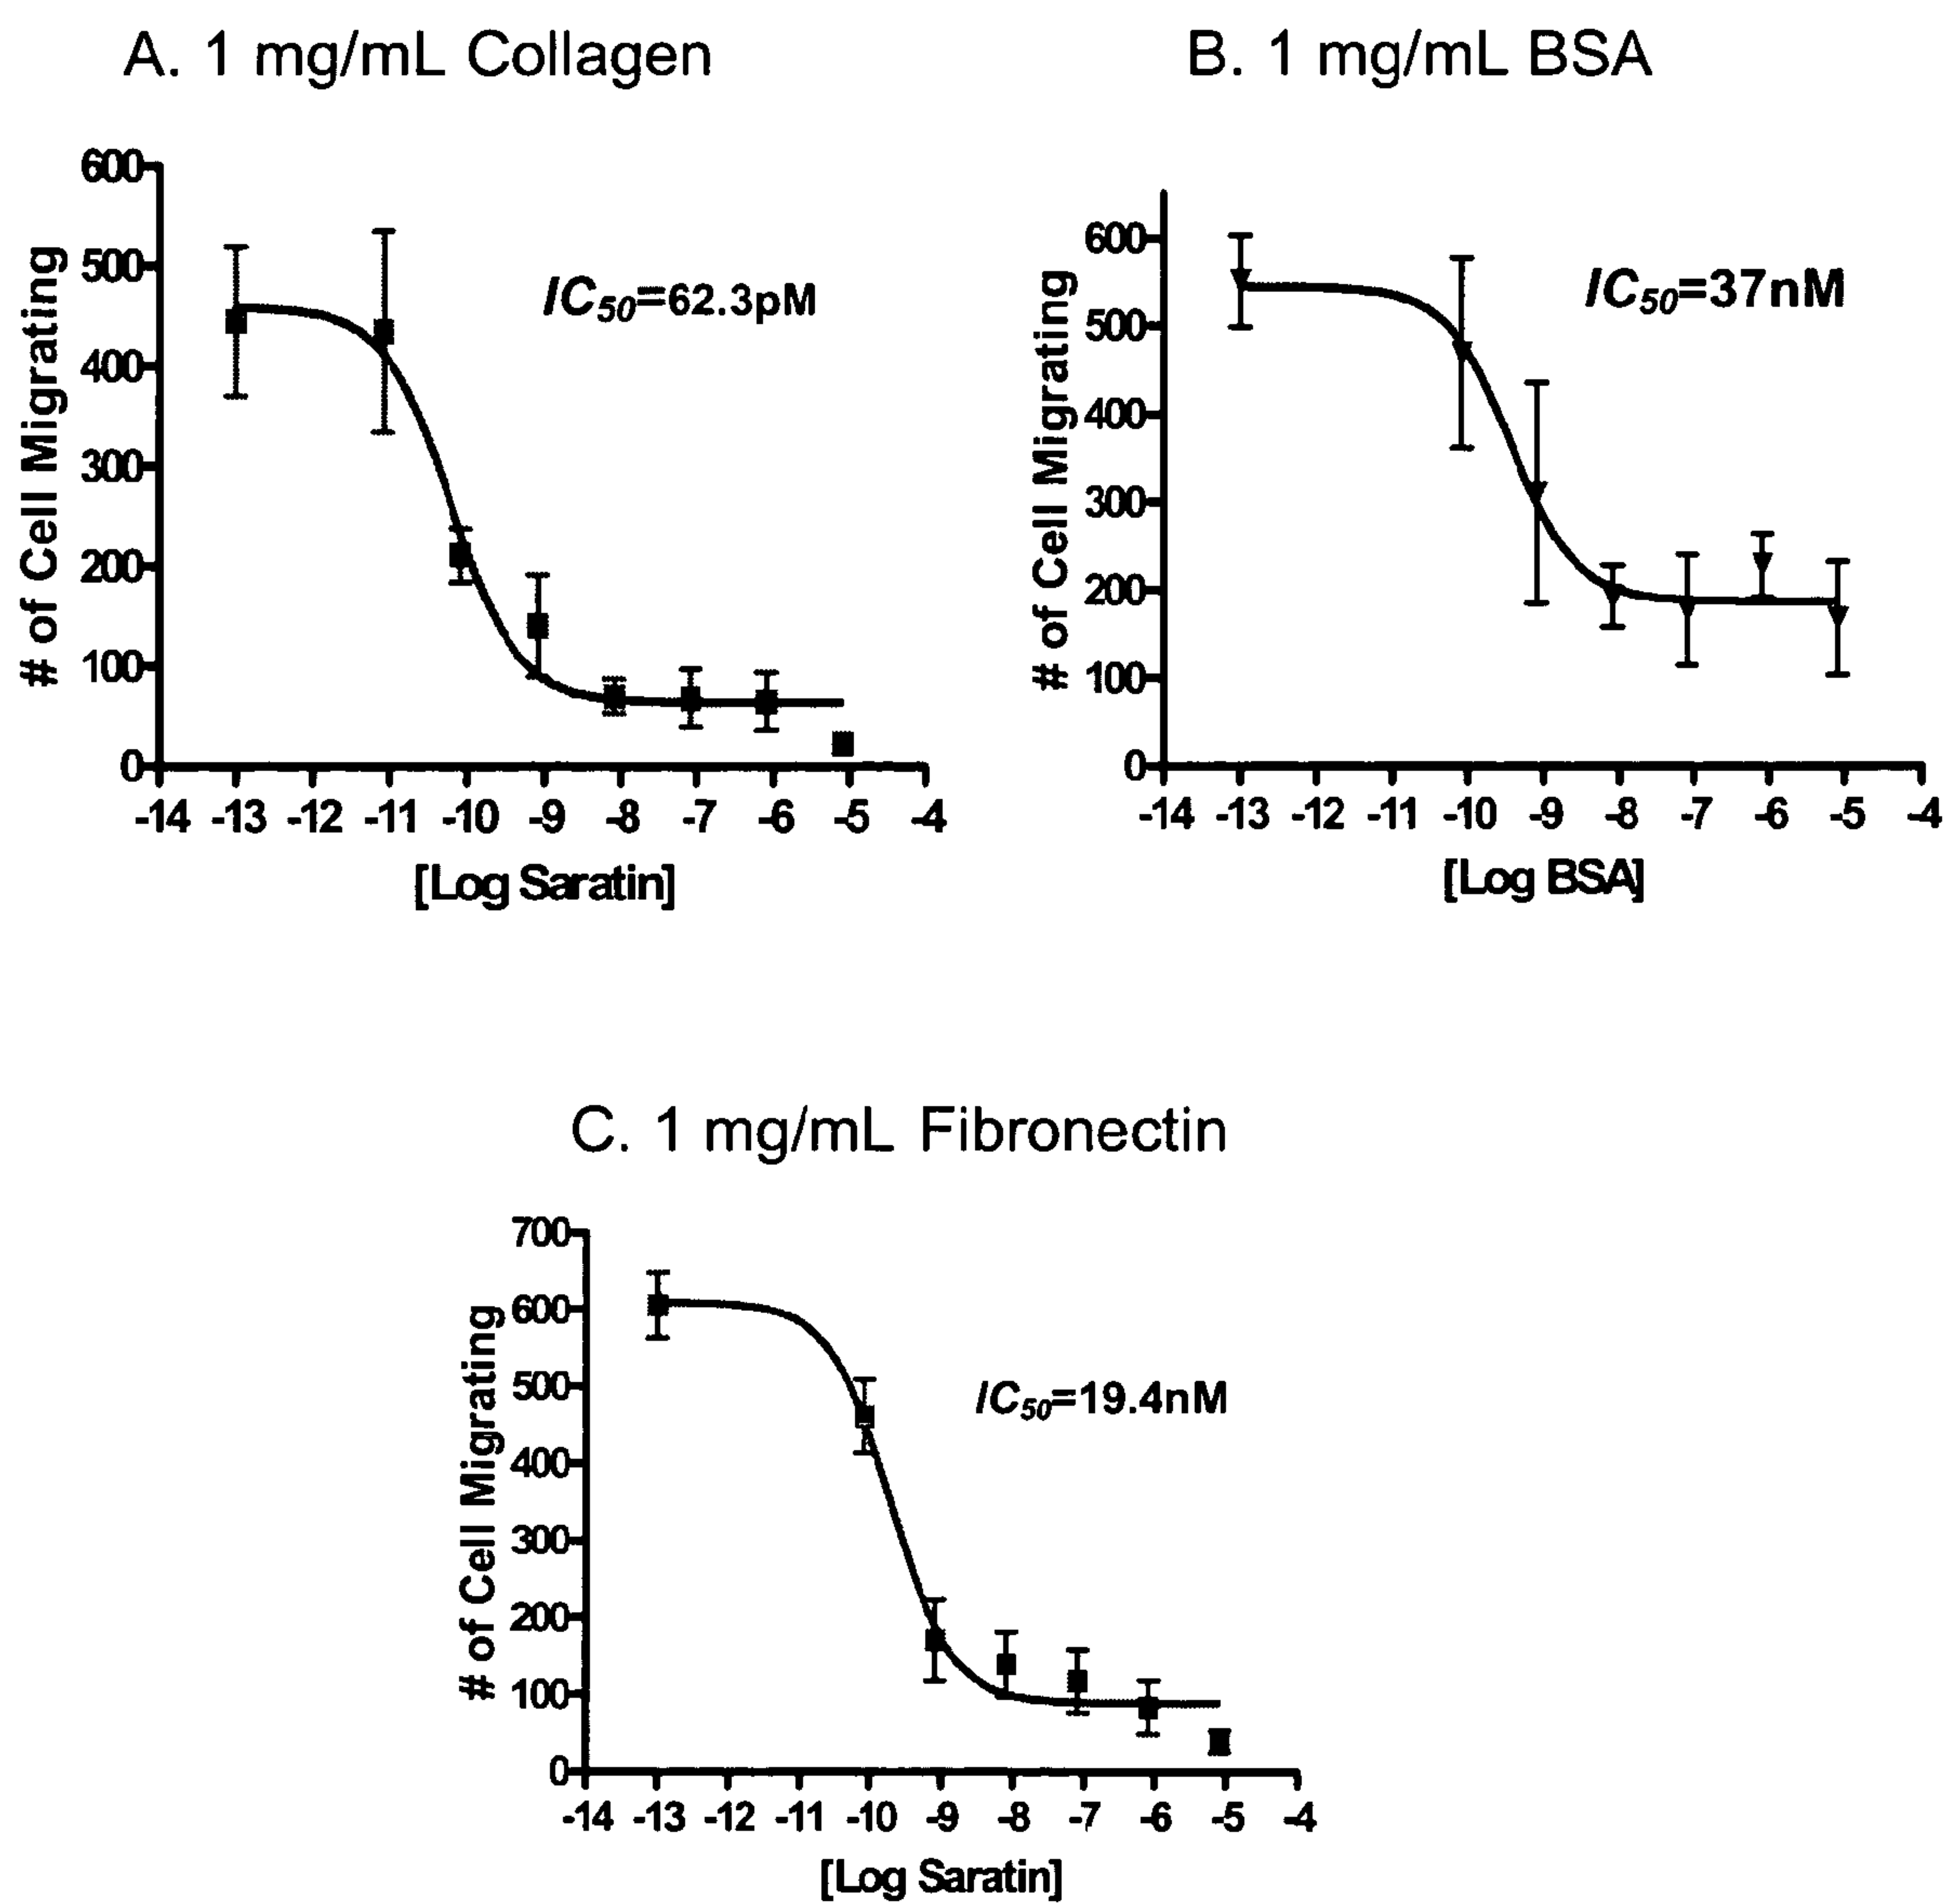 A. 1 mg/mL Collagen
600
500
400
300
200
100
0
# of Cell Migrating
IC50=62.3pM
-14 -13 -12 -11 -10 -9 -8 -7 -6 -5 -4
[Log Saratin]
B. 1 mg/mL BSA
600
500
400
300
200
100
0
# of Cell Migrating
IC50=37nM
-14 -13 -12 -11 -10 -9 -8 -7 -6 -5 -4
[Log BSA]
C. 1 mg/mL Fibronectin
700
600
500
400
300
200
100
0
# of Cell Migrating
IC50=19.4nM
-14 -13 -12 -11 -10 -9 -8 -7 -6 -5 -4
[Log Saratin]